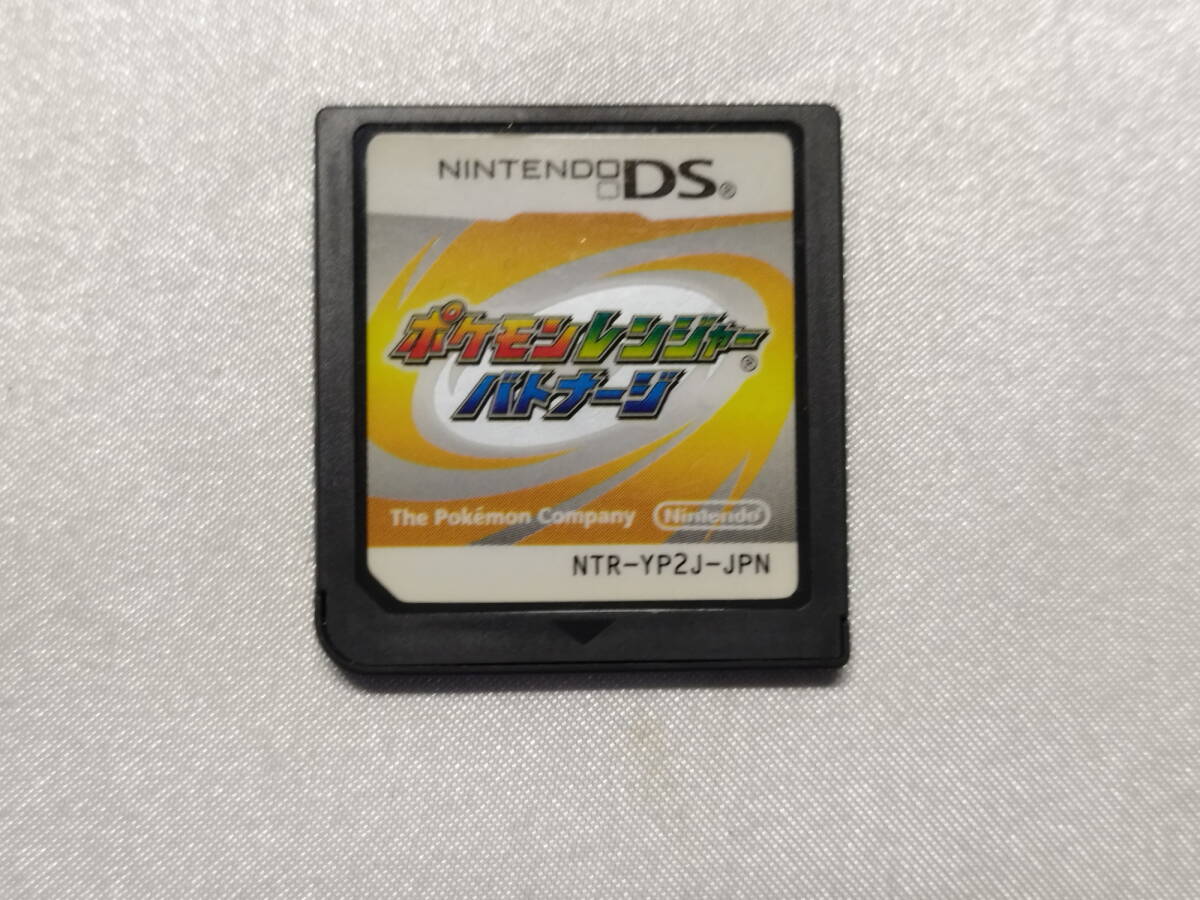 NINTENDO DS®
ポケモンレンジャー®
バトナージ
The Pokémon Company Nintendo®
NTR-YP2J-JPN